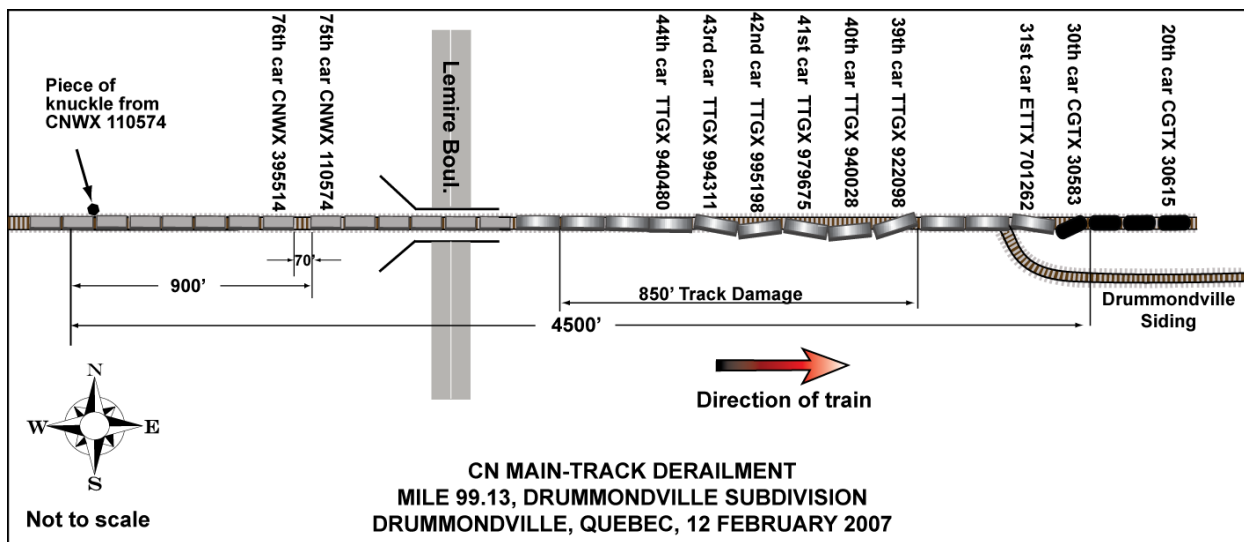 Piece of
knuckle from
CNWX 110574
76th car CNWX 395514
75th car CNWX 110574
Lemire Boul.
44th car TTGX 940480
43rd car TTGX 994311
42nd car TTGX 995198
41st car TTGX 979675
40th car TTGX 940028
39th car TTGX 922098
31st car ETTX 701262
30th car CGTX 30583
20th car CGTX 30615
70'
900'
850' Track Damage
4500'
Drummondville
Siding
Direction of train
N
W E
S
Not to scale
CN MAIN-TRACK DERAILMENT
MILE 99.13, DRUMMONDVILLE SUBDIVISION
DRUMMONDVILLE, QUEBEC, 12 FEBRUARY 2007